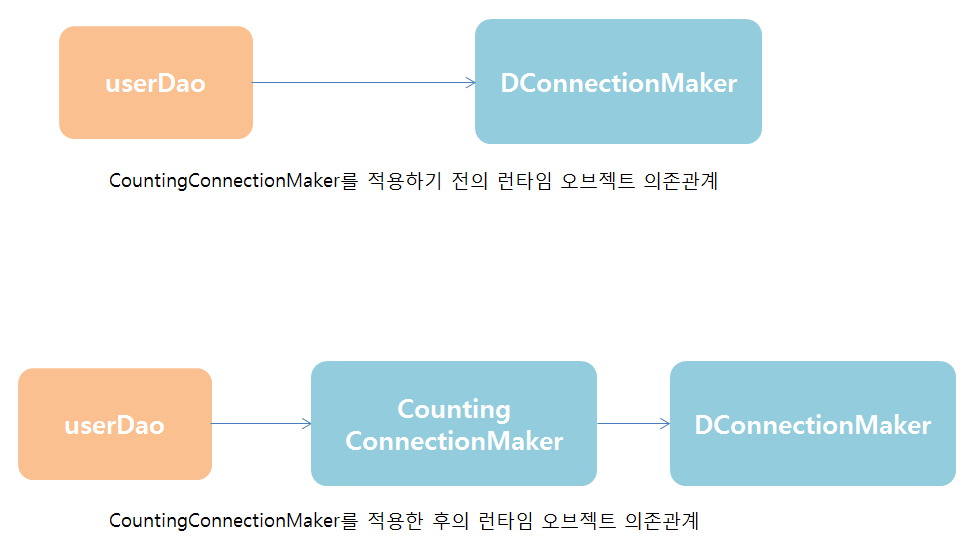 userDao
DConnectionMaker
CountingConnectionMaker를 적용하기 전의 런타임 오브젝트 의존관계
userDao
Counting
ConnectionMaker
DConnectionMaker
CountingConnectionMaker를 적용한 후의 런타임 오브젝트 의존관계